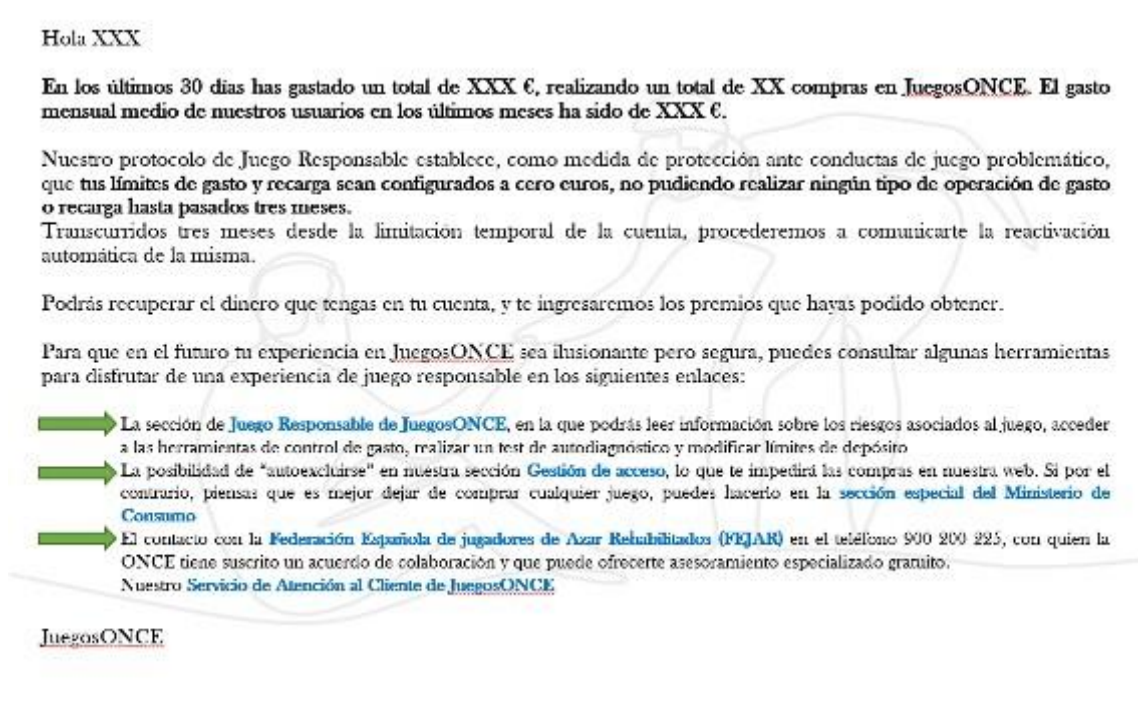 Hola XXX
En los últimos 30 días has gastado un total de XXX €, realizando un total de XX compras en JuegosONCE. El gasto
mensual medio de nuestros usuarios en los últimos meses ha sido de XXX €.
Nuestro protocolo de Juego Responsable establece, como medida de protección ante conductas de juego problemático,
que tus límites de gasto y recarga sean configurados a cero euros, no pudiendo realizar ningún tipo de operación de gasto
o recarga hasta pasados tres meses.
Transcurridos tres meses desde la limitación temporal de la cuenta, procederemos a comunicarte la reactivación
automática de la misma.
Podrás recuperar el dinero que tengas en tu cuenta, y te ingresaremos los premios que hayas podido obtener.
Para que en el futuro tu experiencia en JuegosONCE sea ilusionante pero segura, puedes consultar algunas herramientas
para disfrutar de una experiencia de juego responsable en los siguientes enlaces:
La sección de Juego Responsable de JuegosONCE, en la que podrás leer información sobre los riesgos asociados al juego, acceder
a las herramientas de control de gasto, realizar un test de autodiagnóstico y modificar límites de depósito
La posibilidad de "autoexcluirse" en nuestra sección Gestión de acceso, lo que te impedirá las compras en nuestra web. Si por el
contrario, piensas que es mejor dejar de comprar cualquier juego, puedes hacerlo en la sección especial del Ministerio de
Consumo
El contacto con la Federación Española de jugadores de Azar Rehabilitados (FEJAR) en el teléfono 900 200 225, con quien la
ONCE tiene suscrito un acuerdo de colaboración y que puede ofrecerte asesoramiento especializado gratuito.
Nuestro Servicio de Atención al Cliente de JuegosONCE
JuegosONCE